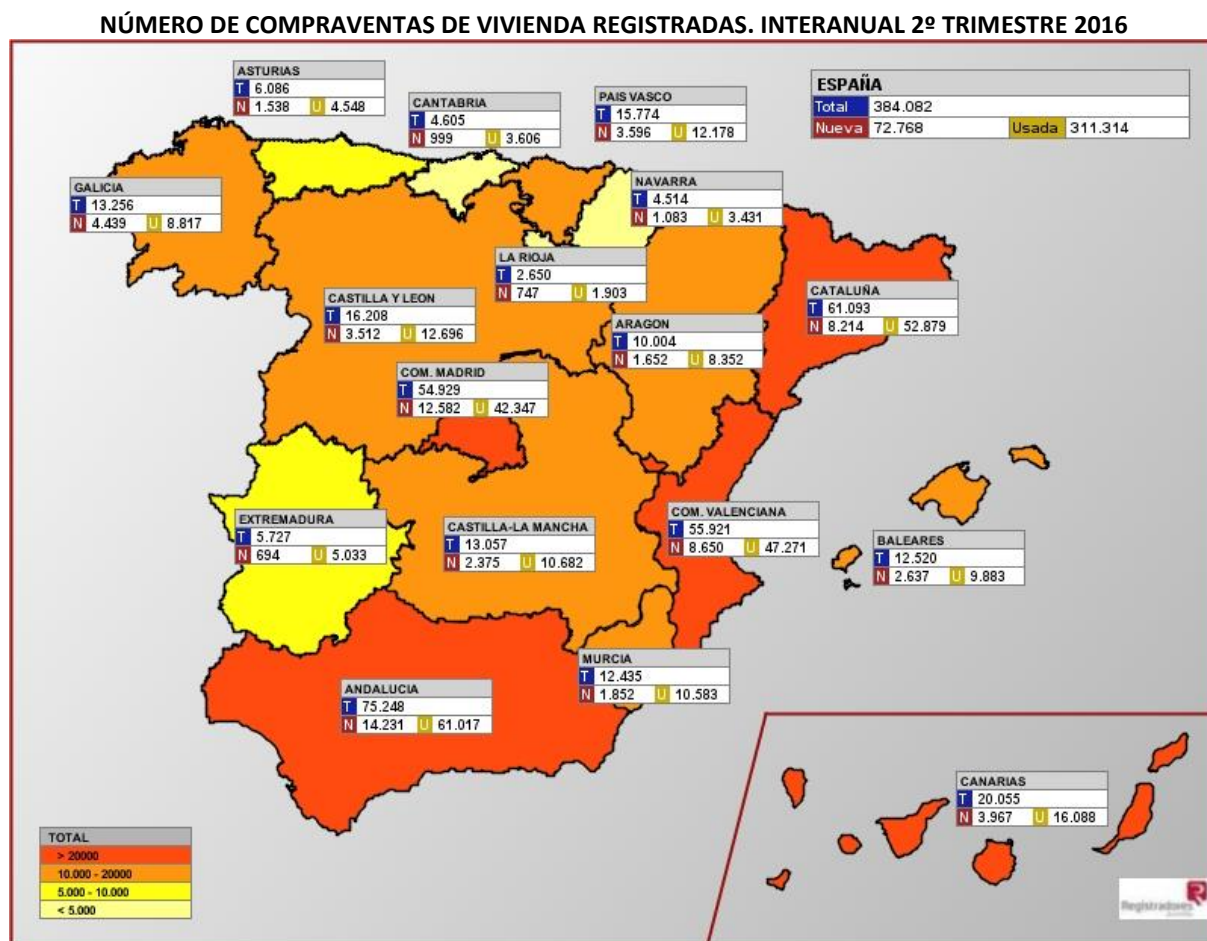 NÚMERO DE COMPRAVENTAS DE VIVIENDA REGISTRADAS. INTERANUAL 2º TRIMESTRE 2016
ASTURIAS
T 6.086
N 1.538 U 4.548
CANTABRIA
T 4.605
N 999 U 3.606
PAIS VASCO
T 15.774
N 3.596 U 12.178
ESPAÑA
Total 384.082
Nueva 72.768 Usada 311.314
GALICIA
T 13.256
N 4.439 U 8.817
NAVARRA
T 4.514
N 1.083 U 3.431
LA RIOJA
T 2.650
N 747 U 1.903
CASTILLA Y LEON
T 16.208
N 3.512 U 12.696
CATALUÑA
T 61.093
N 8.214 U 52.879
ARAGON
T 10.004
N 1.652 U 8.352
COM. MADRID
T 54.929
N 12.582 U 42.347
EXTREMADURA
T 5.727
N 694 U 5.033
CASTILLA-LA MANCHA
T 13.057
N 2.375 U 10.682
COM. VALENCIANA
T 55.921
N 8.650 U 47.271
BALEARES
T 12.520
N 2.637 U 9.883
MURCIA
T 12.435
N 1.852 U 10.583
ANDALUCIA
T 75.248
N 14.231 U 61.017
CANARIAS
T 20.055
N 3.967 U 16.088
TOTAL
> 20000
10.000 - 20000
5.000 - 10.000
< 5.000
Registradores